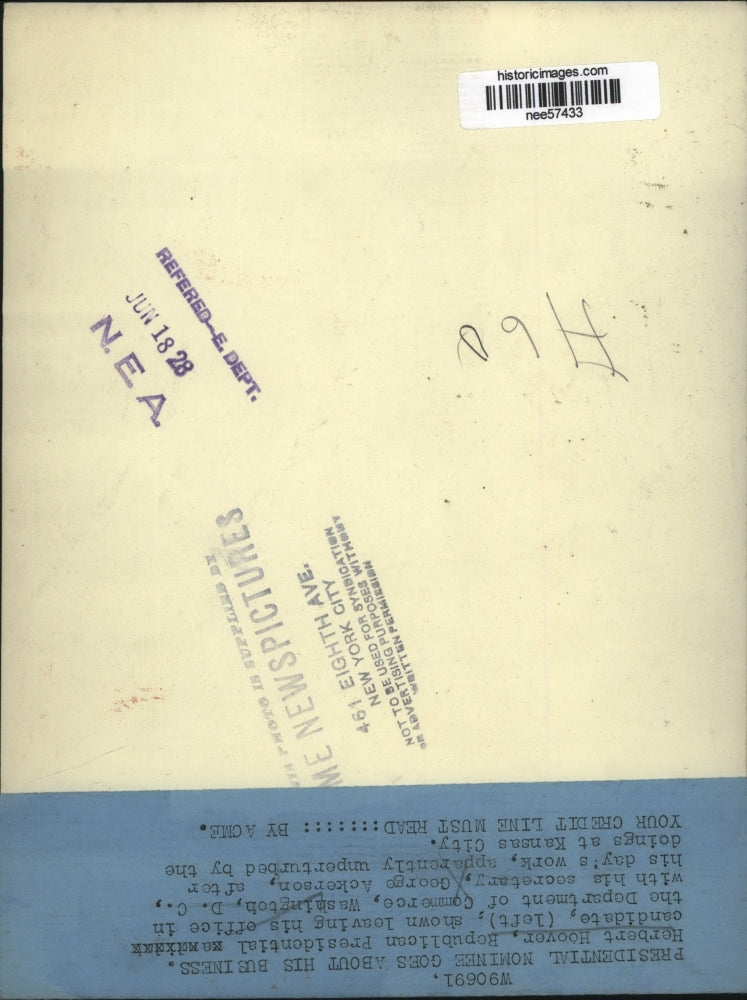 historicimages.com
nee57433
REFERED-E. DEPT.
JUN 18 28
N. E. A.
PHOTO IS SUPPLIED BY
ME NEWSPICTURES
461 EIGHTH AVE.
NEW YORK CITY
NOT TO BE USED FOR SYNDICATION
OR ADVERTISING PURPOSES WITHOUT
WRITTEN PERMISSION
W90691.
PRESIDENTIAL NOMINEE GOES ABOUT HIS BUSINESS.
Herbert Hoover, Republican Presidential
candidate, (left); shown leaving his office in
the Department of Commerce, Washington, D. C.,
with his secretary, George Ackerson, after
his day's work, apparently unperturbed by the
doings at Kansas City.
YOUR CREDIT LINE MUST READ::::::: BY ACME.